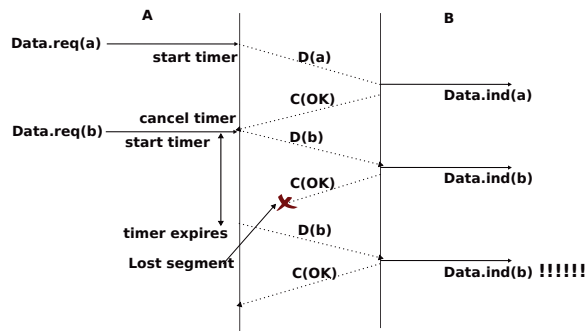 A
B
Data.req(a)
start timer
D(a)
Data.ind(a)
C(OK)
cancel timer
Data.req(b)
start timer
D(b)
Data.ind(b)
C(OK)
timer expires
D(b)
Lost segment
C(OK)
Data.ind(b) !!!!!!